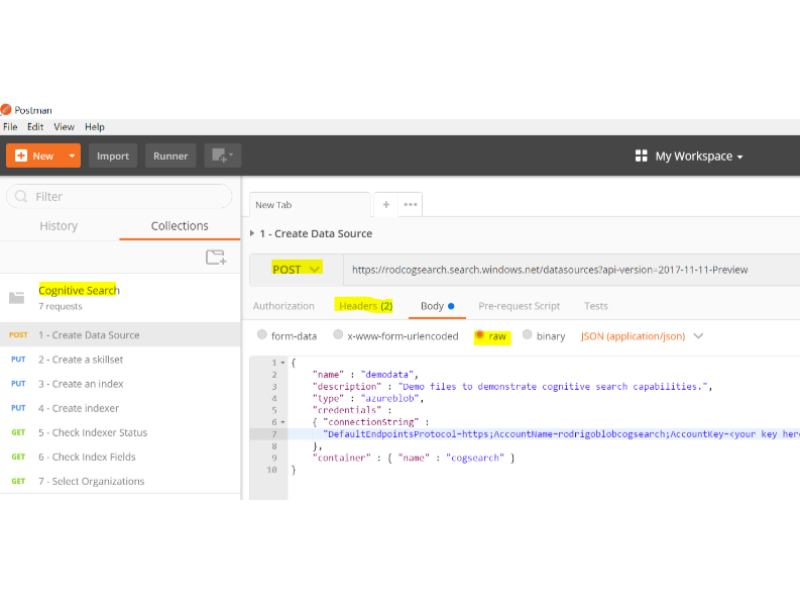 Postman
File Edit View Help
New Import Runner My Workspace
Filter
History Collections
Cognitive Search
7 requests
POST 1 - Create Data Source
PUT 2 - Create a skillset
PUT 3 - Create an index
PUT 4 - Create indexer
GET 5 - Check Indexer Status
GET 6 - Check Index Fields
GET 7 - Select Organizations
New Tab + •••
1 - Create Data Source
POST https://rodcogsearch.search.windows.net/datasources?api-version=2017-11-11-Preview
Authorization Headers (2) Body Pre-request Script Tests
form-data x-www-form-urlencoded raw binary JSON (application/json)
1 {
2 "name" : "demodata",
3 "description" : "Demo files to demonstrate cognitive search capabilities.",
4 "type" : "azureblob",
5 "credentials" :
6 { "connectionString" :
7 "DefaultEndpointsProtocol=https;AccountName=rodrigoblobcogsearch;AccountKey=<your key here
8 },
9 "container" : { "name" : "cogsearch" }
10 }